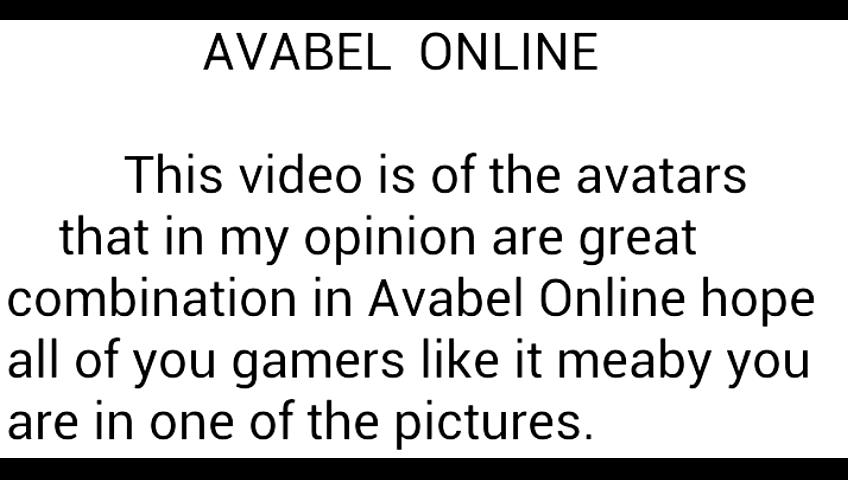 AVABEL ONLINE
This video is of the avatars
that in my opinion are great
combination in Avabel Online hope
all of you gamers like it meaby you
are in one of the pictures.